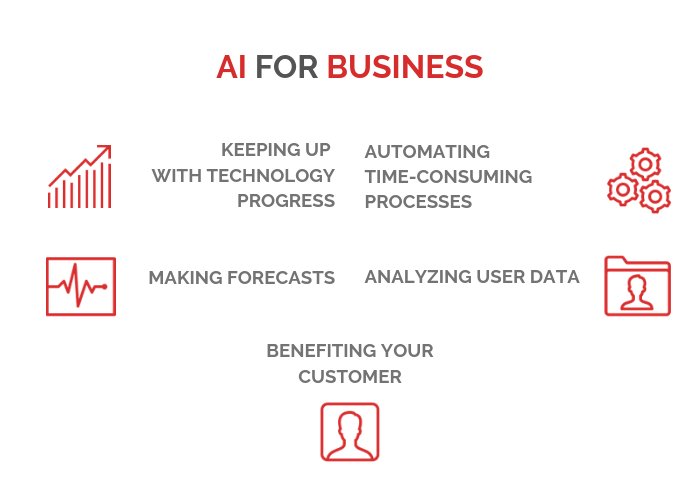 AI FOR BUSINESS
KEEPING UP
WITH TECHNOLOGY
PROGRESS
AUTOMATING
TIME-CONSUMING
PROCESSES
MAKING FORECASTS
ANALYZING USER DATA
BENEFITING YOUR
CUSTOMER